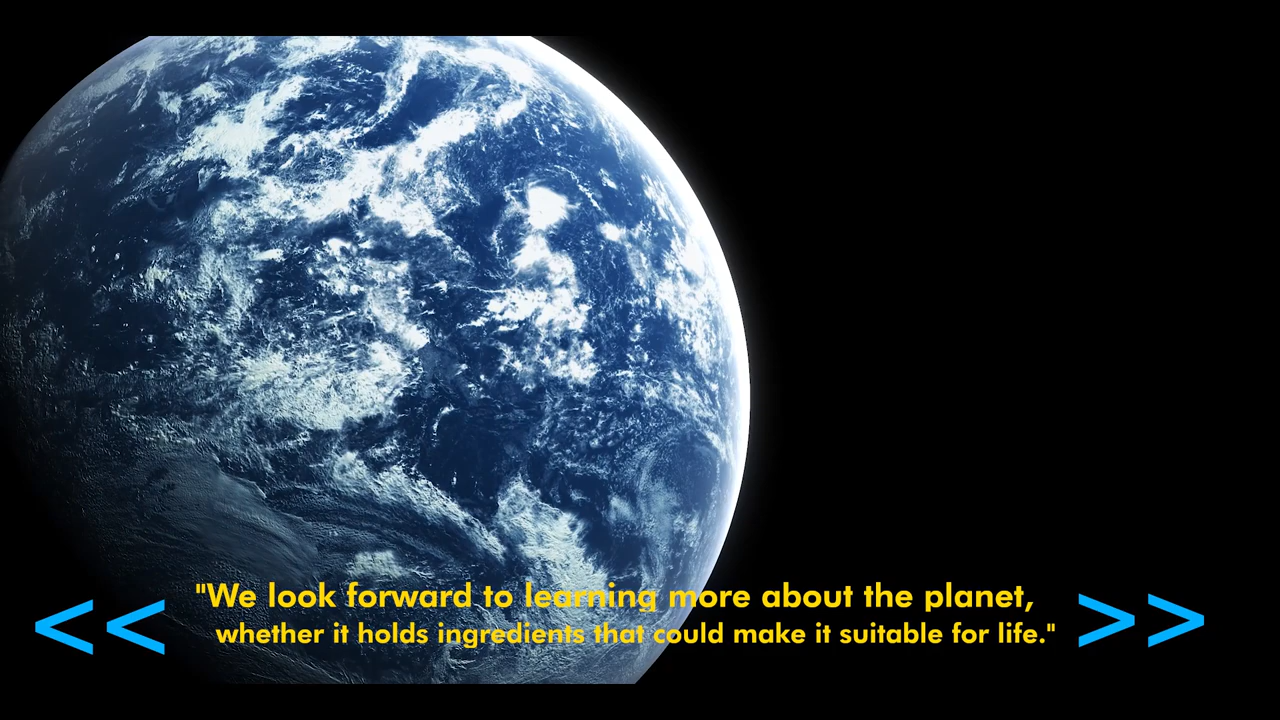 "We look forward to learning more about the planet,
<< whether it holds ingredients that could make it suitable for life." >>